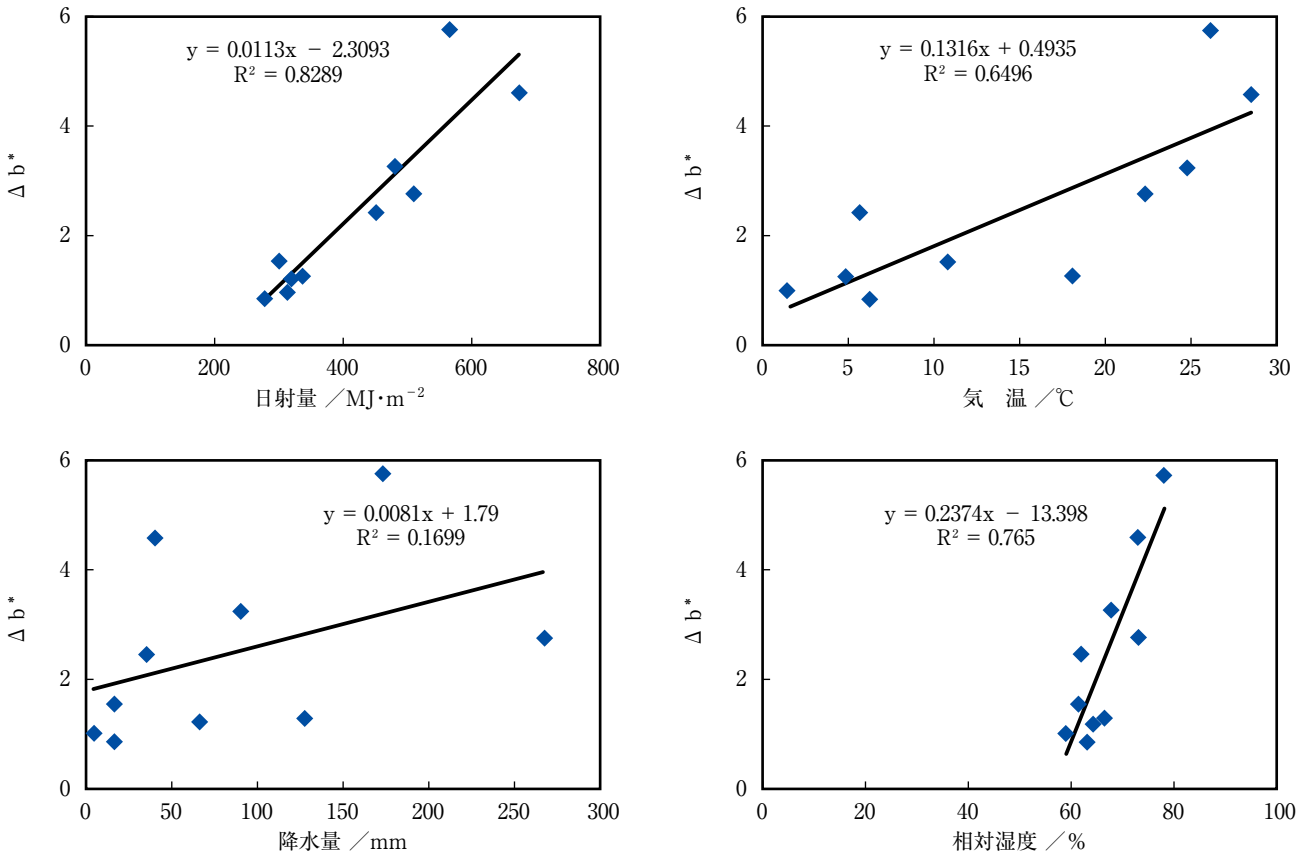 6
4
2
0
Δ b*
y = 0.0113x － 2.3093
R² = 0.8289
0 200 400 600 800
日射量 ／MJ･m⁻²
6
4
2
0
Δ b*
y = 0.1316x + 0.4935
R² = 0.6496
0 5 10 15 20 25 30
気　温 ／℃
6
4
2
0
Δ b*
y = 0.0081x + 1.79
R² = 0.1699
0 50 100 150 200 250 300
降水量 ／mm
6
4
2
0
Δ b*
y = 0.2374x － 13.398
R² = 0.765
0 20 40 60 80 100
相対湿度 ／%